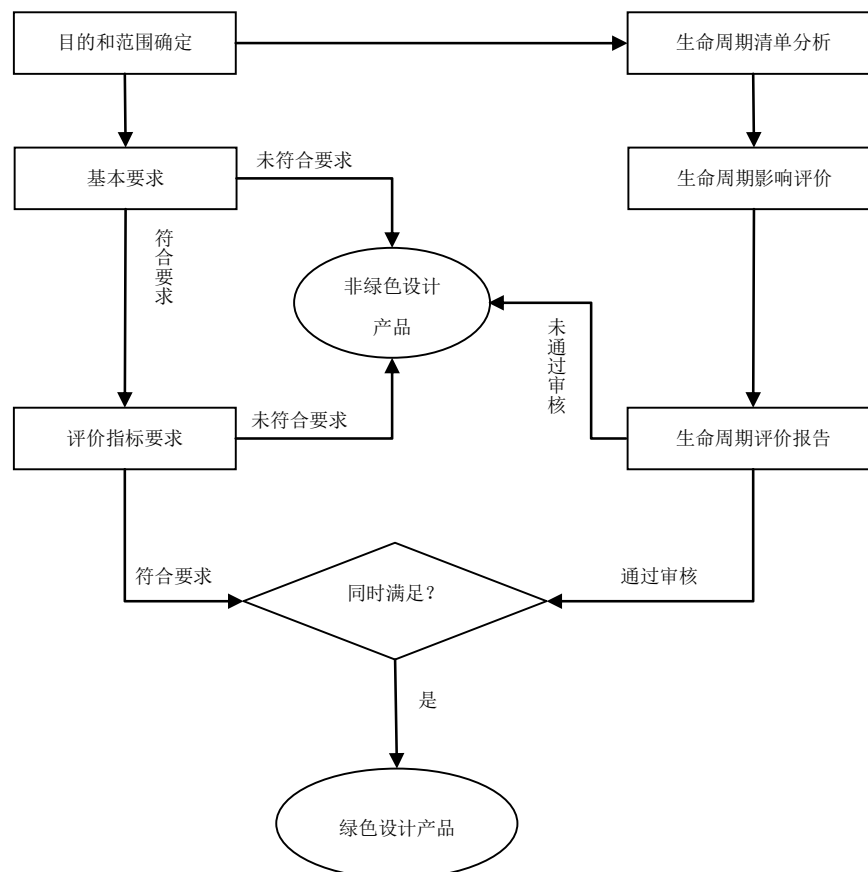 目的和范围确定
生命周期清单分析
基本要求
未符合要求
生命周期影响评价
符合要求
非绿色设计
产品
未通过审核
评价指标要求
未符合要求
生命周期评价报告
符合要求
同时满足？
通过审核
是
绿色设计产品